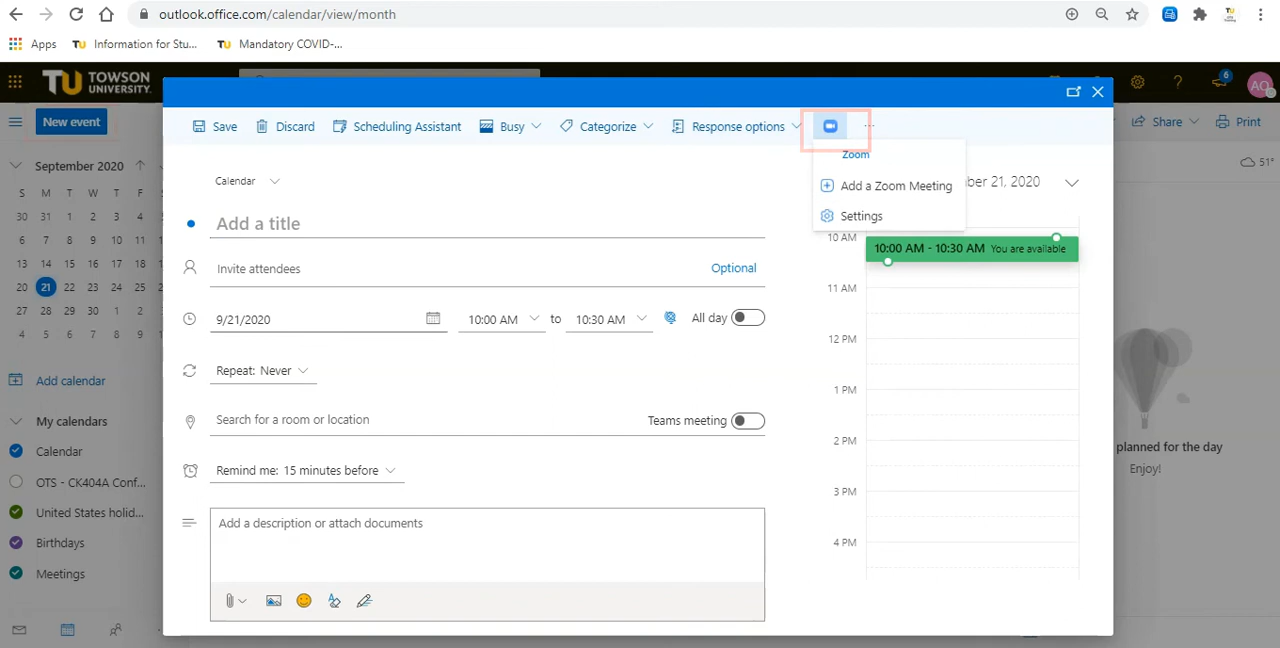 outlook.office.com/calendar/view/month
Apps TU Information for Stu... TU Mandatory COVID-...
TU TOWSON UNIVERSITY.
6
AO
New event
Share
Print
Save Discard Scheduling Assistant Busy Categorize Response options ...
Zoom
Add a Zoom Meeting
Settings
September 2020
S M T W T F
30 31 1 2 3 4
6 7 8 9 10 11
13 14 15 16 17 18
20 21 22 23 24 25
27 28 29 30 1 2
4 5 6 7 8 9
Add calendar
My calendars
Calendar
OTS - CK404A Conf...
United States holid...
Birthdays
Meetings
Calendar
Add a title
Invite attendees Optional
9/21/2020 10:00 AM to 10:30 AM All day
Repeat: Never
Search for a room or location Teams meeting
Remind me: 15 minutes before
Add a description or attach documents
ber 21, 2020
10 AM
10:00 AM - 10:30 AM You are available
11 AM
12 PM
1 PM
2 PM
3 PM
4 PM
51°
planned for the day
Enjoy!